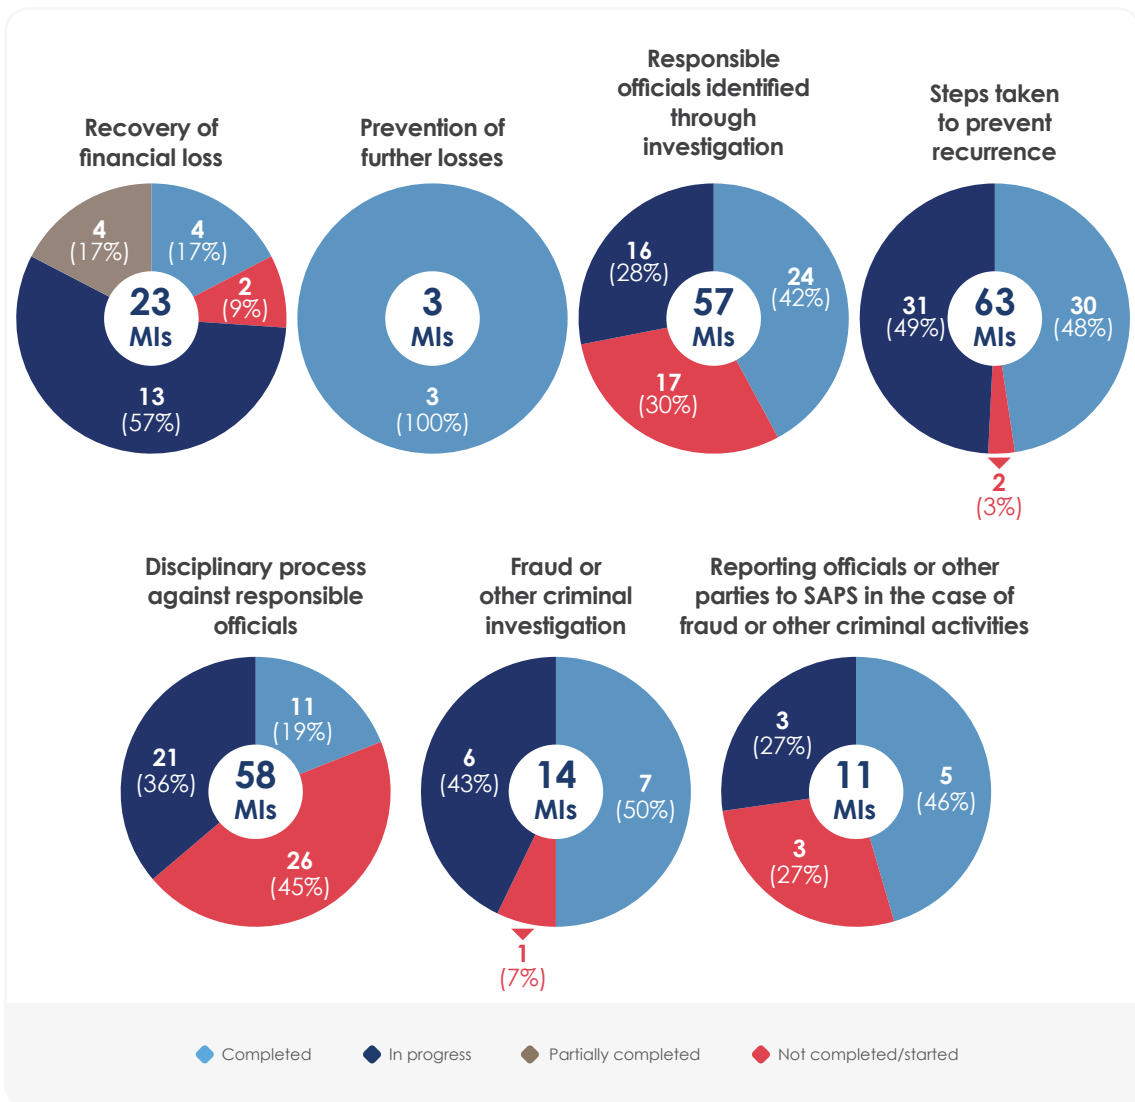 Recovery of
financial loss
4
(17%)
4
(17%)
2
(9%)
23
MIs
13
(57%)
Prevention of
further losses
3
MIs
3
(100%)
Responsible
officials identified
through
investigation
16
(28%)
24
(42%)
57
MIs
17
(30%)
Steps taken
to prevent
recurrence
31
(49%)
63
MIs
30
(48%)
2
(3%)
Disciplinary process
against responsible
officials
11
(19%)
21
(36%)
58
MIs
26
(45%)
Fraud or
other criminal
investigation
6
(43%)
14
MIs
7
(50%)
1
(7%)
Reporting officials or other
parties to SAPS in the case of
fraud or other criminal activities
3
(27%)
11
MIs
5
(46%)
3
(27%)
Completed
In progress
Partially completed
Not completed/started